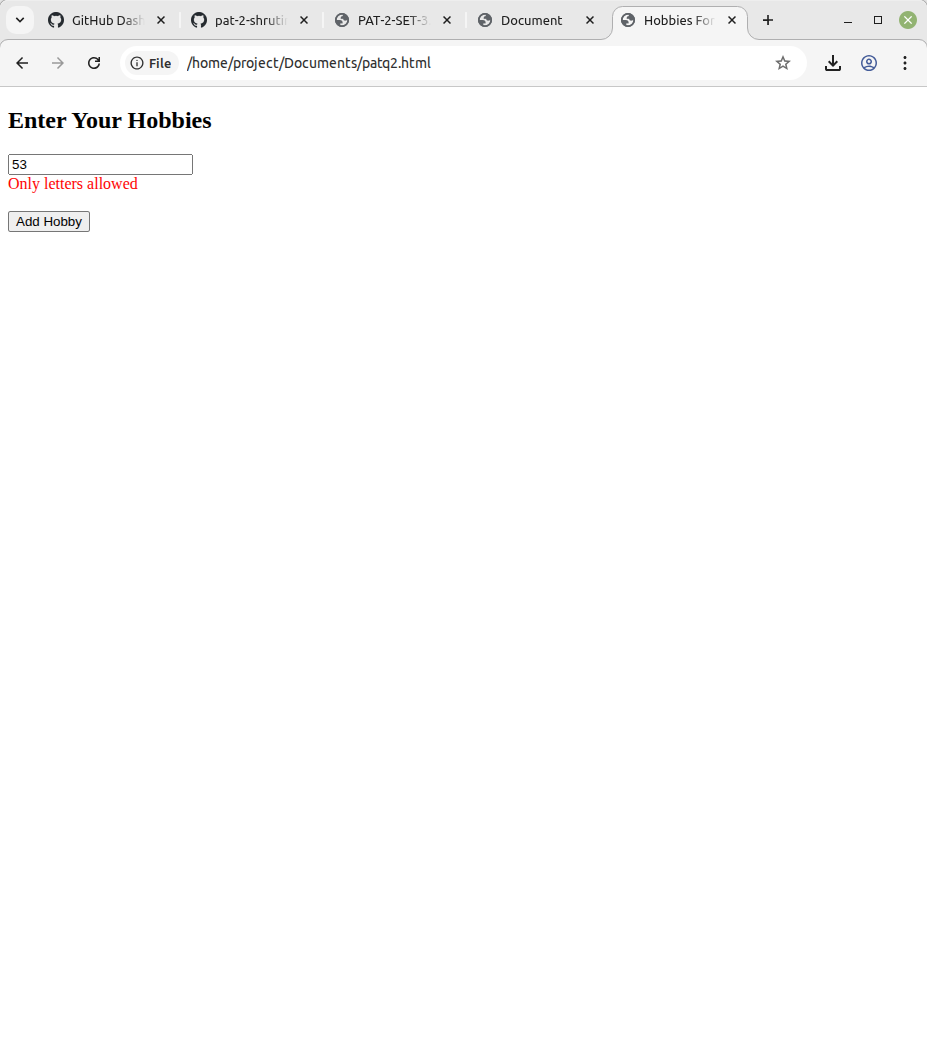 GitHub Dash
pat-2-shruti
PAT-2-SET-3
Document
Hobbies For
File
/home/project/Documents/patq2.html
Enter Your Hobbies
53
Only letters allowed
Add Hobby